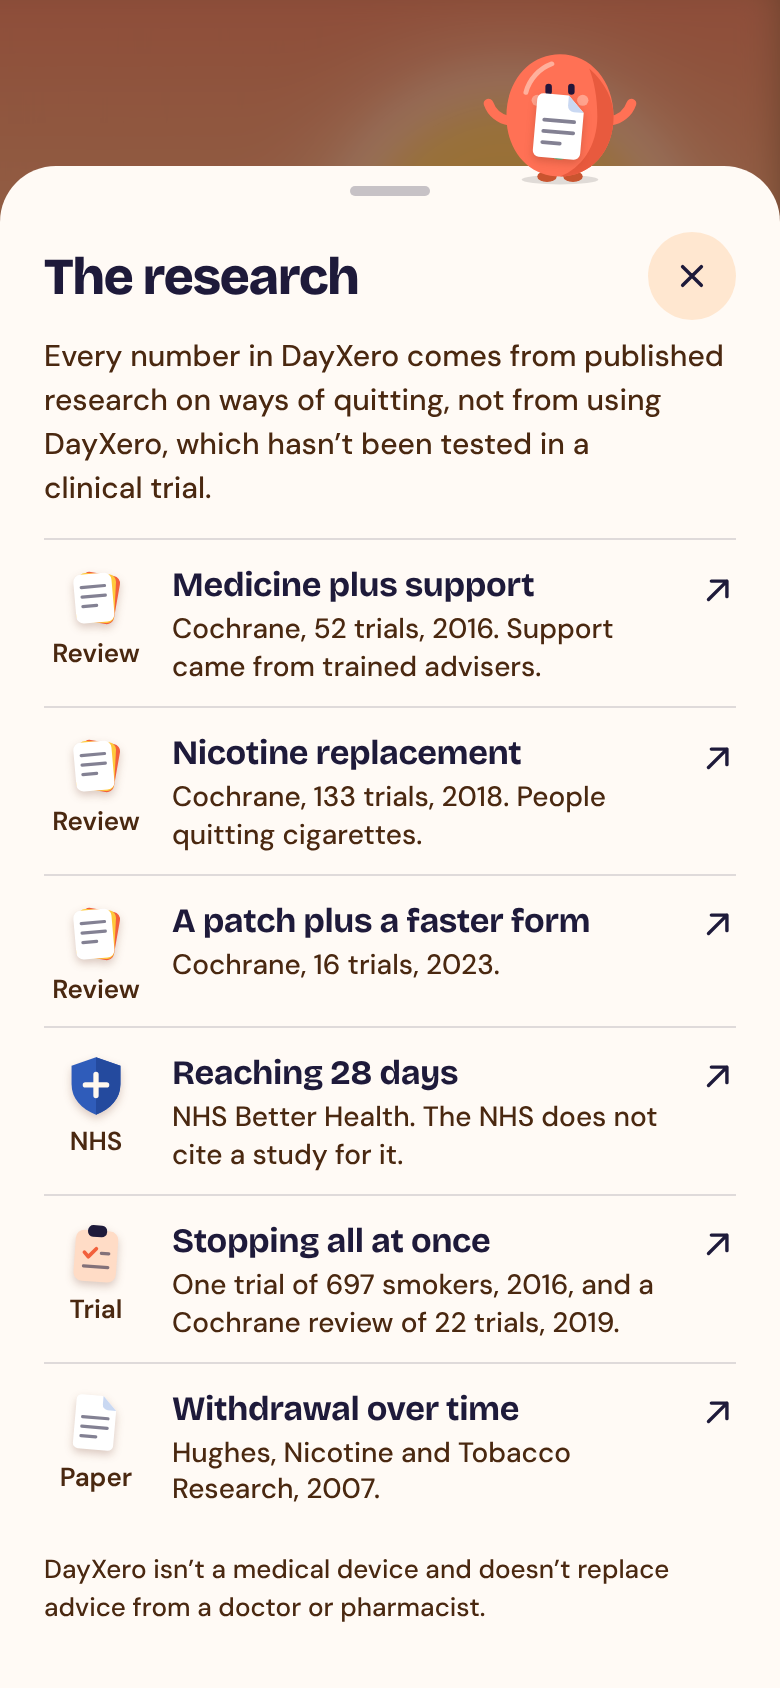 The research
Every number in DayXero comes from published
research on ways of quitting, not from using
DayXero, which hasn’t been tested in a
clinical trial.
Review
Medicine plus support
Cochrane, 52 trials, 2016. Support
came from trained advisers.
Review
Nicotine replacement
Cochrane, 133 trials, 2018. People
quitting cigarettes.
Review
A patch plus a faster form
Cochrane, 16 trials, 2023.
NHS
Reaching 28 days
NHS Better Health. The NHS does not
cite a study for it.
Trial
Stopping all at once
One trial of 697 smokers, 2016, and a
Cochrane review of 22 trials, 2019.
Paper
Withdrawal over time
Hughes, Nicotine and Tobacco
Research, 2007.
DayXero isn’t a medical device and doesn’t replace
advice from a doctor or pharmacist.